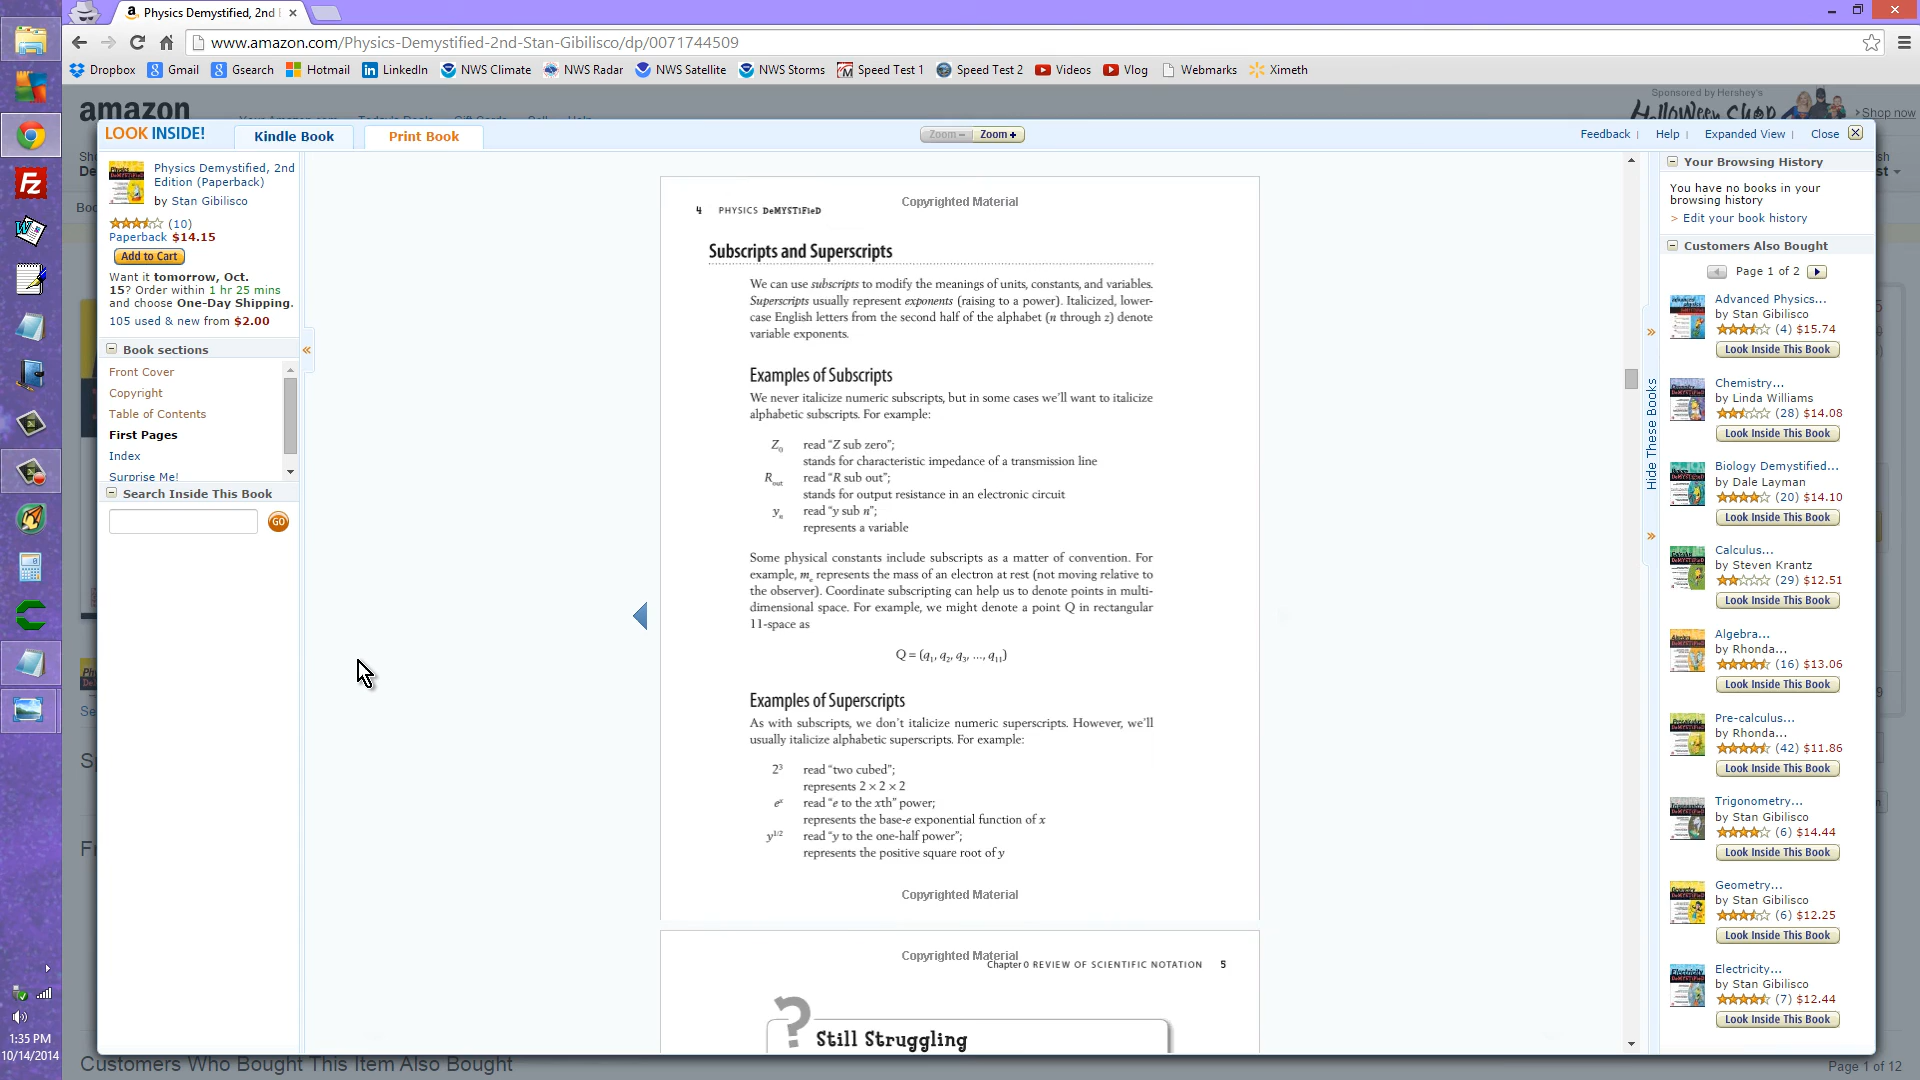 Physics Demystified, 2nd E
www.amazon.com/Physics-Demystified-2nd-Stan-Gibilisco/dp/0071744509
Dropbox Gmail Gsearch Hotmail LinkedIn NWS Climate NWS Radar NWS Satellite NWS Storms Speed Test 1 Speed Test 2 Videos Vlog Webmarks Ximeth
amazon
Sponsored by Hershey's
Halloween Shop
› Shop now
LOOK INSIDE! Kindle Book Print Book
Zoom – Zoom +
Feedback | Help | Expanded View | Close
Physics Demystified, 2nd
Edition (Paperback)
by Stan Gibilisco
(10)
Paperback $14.15
Add to Cart
Want it tomorrow, Oct.
15? Order within 1 hr 25 mins
and choose One-Day Shipping.
105 used & new from $2.00
Book sections
Front Cover
Copyright
Table of Contents
First Pages
Index
Surprise Me!
Search Inside This Book
GO
Copyrighted Material
4 PHYSICS DeMYSTiFieD
Subscripts and Superscripts
We can use subscripts to modify the meanings of units, constants, and variables.
Superscripts usually represent exponents (raising to a power). Italicized, lower-
case English letters from the second half of the alphabet (n through z) denote
variable exponents.
Examples of Subscripts
We never italicize numeric subscripts, but in some cases we'll want to italicize
alphabetic subscripts. For example:
Z₀ read “Z sub zero”;
stands for characteristic impedance of a transmission line
R_out read “R sub out”;
stands for output resistance in an electronic circuit
yₙ read “y sub n”;
represents a variable
Some physical constants include subscripts as a matter of convention. For
example, mₑ represents the mass of an electron at rest (not moving relative to
the observer). Coordinate subscripting can help us to denote points in multi-
dimensional space. For example, we might denote a point Q in rectangular
11-space as
Q = (q₁, q₂, q₃, ..., q₁₁)
Examples of Superscripts
As with subscripts, we don't italicize numeric superscripts. However, we'll
usually italicize alphabetic superscripts. For example:
2³ read “two cubed”;
represents 2 × 2 × 2
eˣ read “e to the xth” power;
represents the base-e exponential function of x
y^1/2 read “y to the one-half power”;
represents the positive square root of y
Copyrighted Material
Copyrighted Material
Chapter 0 REVIEW OF SCIENTIFIC NOTATION 5
? Still Struggling
Hide These Books
Your Browsing History
You have no books in your
browsing history
> Edit your book history
Customers Also Bought
Page 1 of 2
Advanced Physics...
by Stan Gibilisco
(4) $15.74
Look Inside This Book
Chemistry...
by Linda Williams
(28) $14.08
Look Inside This Book
Biology Demystified...
by Dale Layman
(20) $14.10
Look Inside This Book
Calculus...
by Steven Krantz
(29) $12.51
Look Inside This Book
Algebra...
by Rhonda...
(16) $13.06
Look Inside This Book
Pre-calculus...
by Rhonda...
(42) $11.86
Look Inside This Book
Trigonometry...
by Stan Gibilisco
(6) $14.44
Look Inside This Book
Geometry...
by Stan Gibilisco
(6) $12.25
Look Inside This Book
Electricity...
by Stan Gibilisco
(7) $12.44
Look Inside This Book
1:35 PM
10/14/2014
Customers Who Bought This Item Also Bought
Page 1 of 12